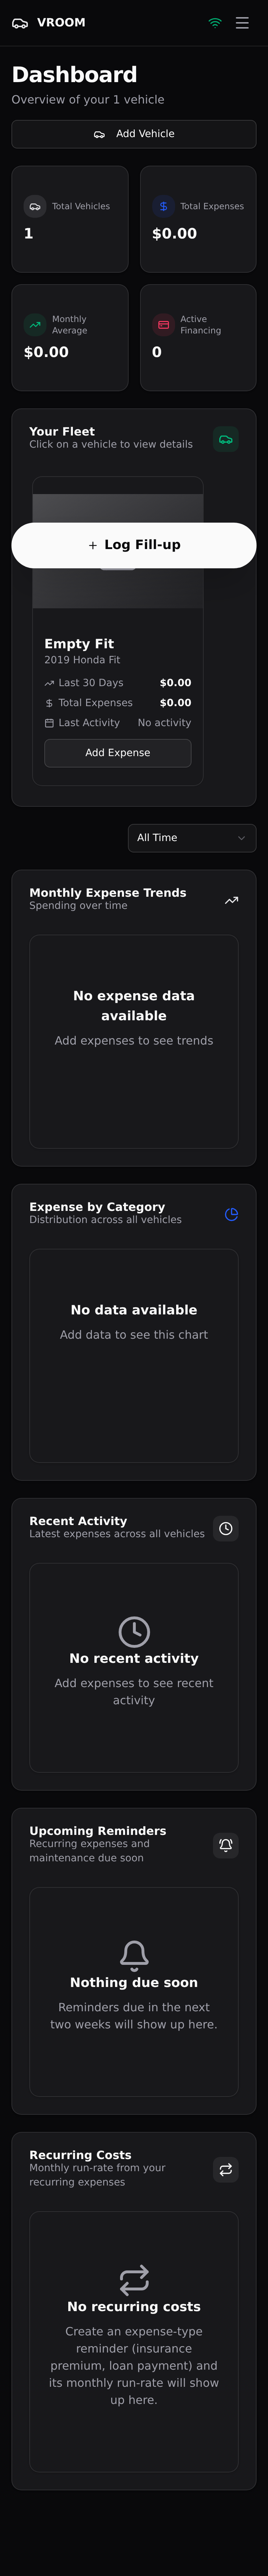 VROOM
Dashboard
Overview of your 1 vehicle
Add Vehicle
Total Vehicles
1
Total Expenses
$0.00
Monthly
Average
$0.00
Active
Financing
0
Your Fleet
Click on a vehicle to view details
+ Log Fill-up
Empty Fit
2019 Honda Fit
Last 30 Days $0.00
Total Expenses $0.00
Last Activity No activity
Add Expense
All Time
Monthly Expense Trends
Spending over time
No expense data
available
Add expenses to see trends
Expense by Category
Distribution across all vehicles
No data available
Add data to see this chart
Recent Activity
Latest expenses across all vehicles
No recent activity
Add expenses to see recent
activity
Upcoming Reminders
Recurring expenses and
maintenance due soon
Nothing due soon
Reminders due in the next
two weeks will show up here.
Recurring Costs
Monthly run-rate from your
recurring expenses
No recurring costs
Create an expense-type
reminder (insurance
premium, loan payment) and
its monthly run-rate will show
up here.